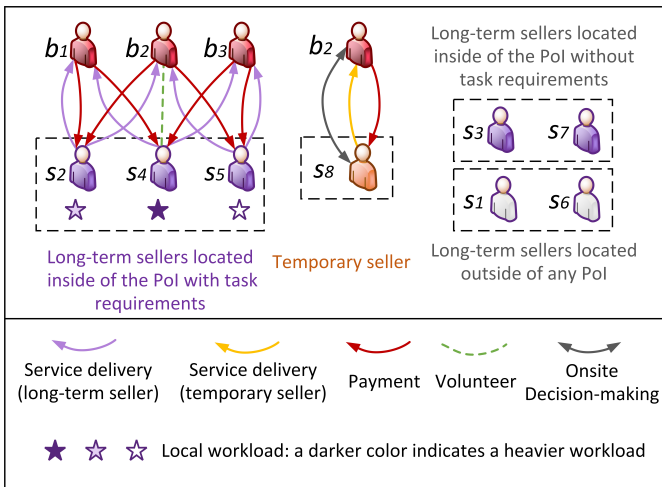 b1 b2 b3 b2
Long-term sellers located
inside of the PoI without
task requirements
s2 s4 s5 s8
s3 s7
s1 s6
Long-term sellers located
inside of the PoI with task
requirements
Temporary seller
Long-term sellers located
outside of any PoI
Service delivery
(long-term seller)
Service delivery
(temporary seller)
Payment
Volunteer
Onsite
Decision-making
Local workload: a darker color indicates a heavier workload